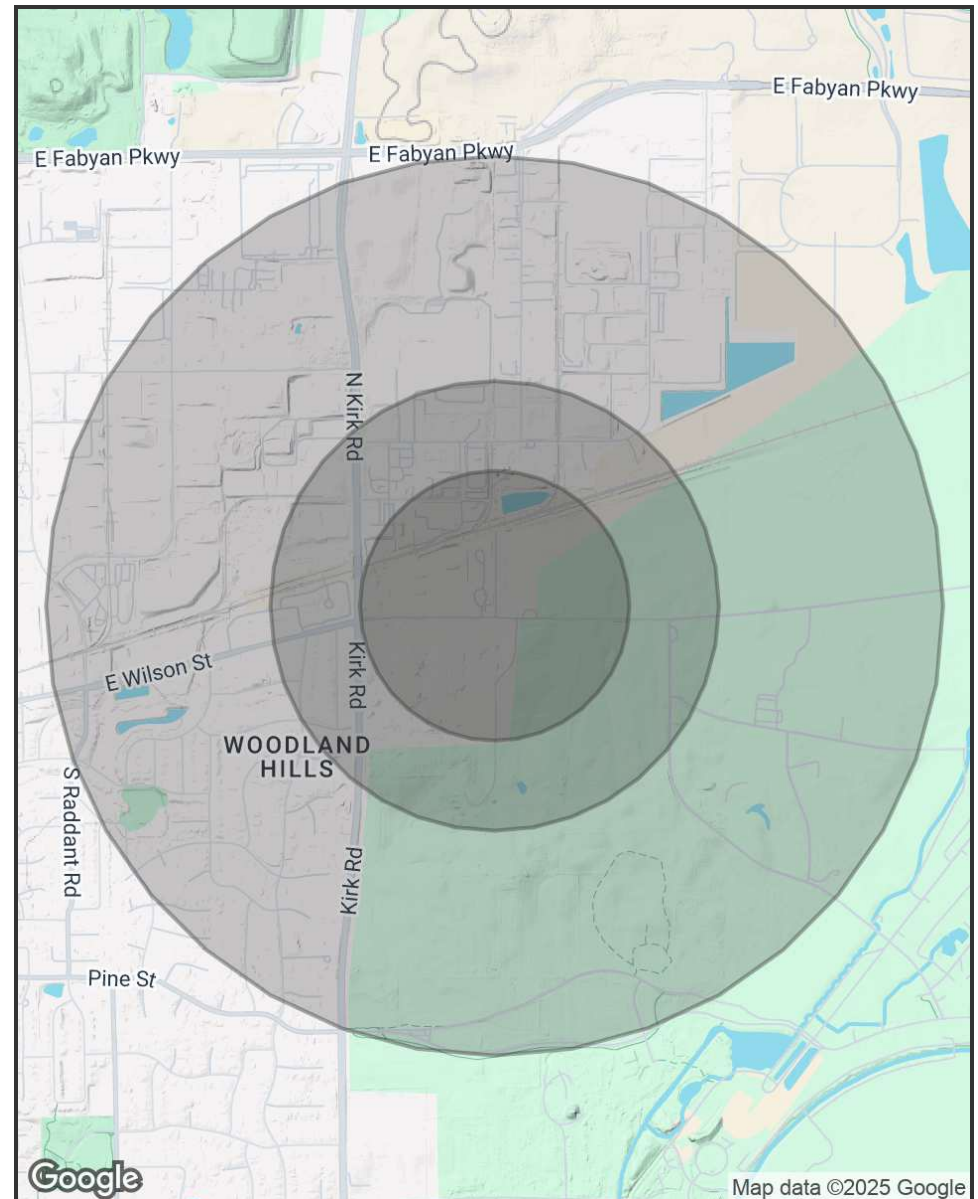 E Fabyan Pkwy
E Fabyan Pkwy
E Fabyan Pkwy
N Kirk Rd
E Wilson St
Kirk Rd
WOODLAND
HILLS
S Raddant Rd
Kirk Rd
Pine St
Google
Map data ©2025 Google